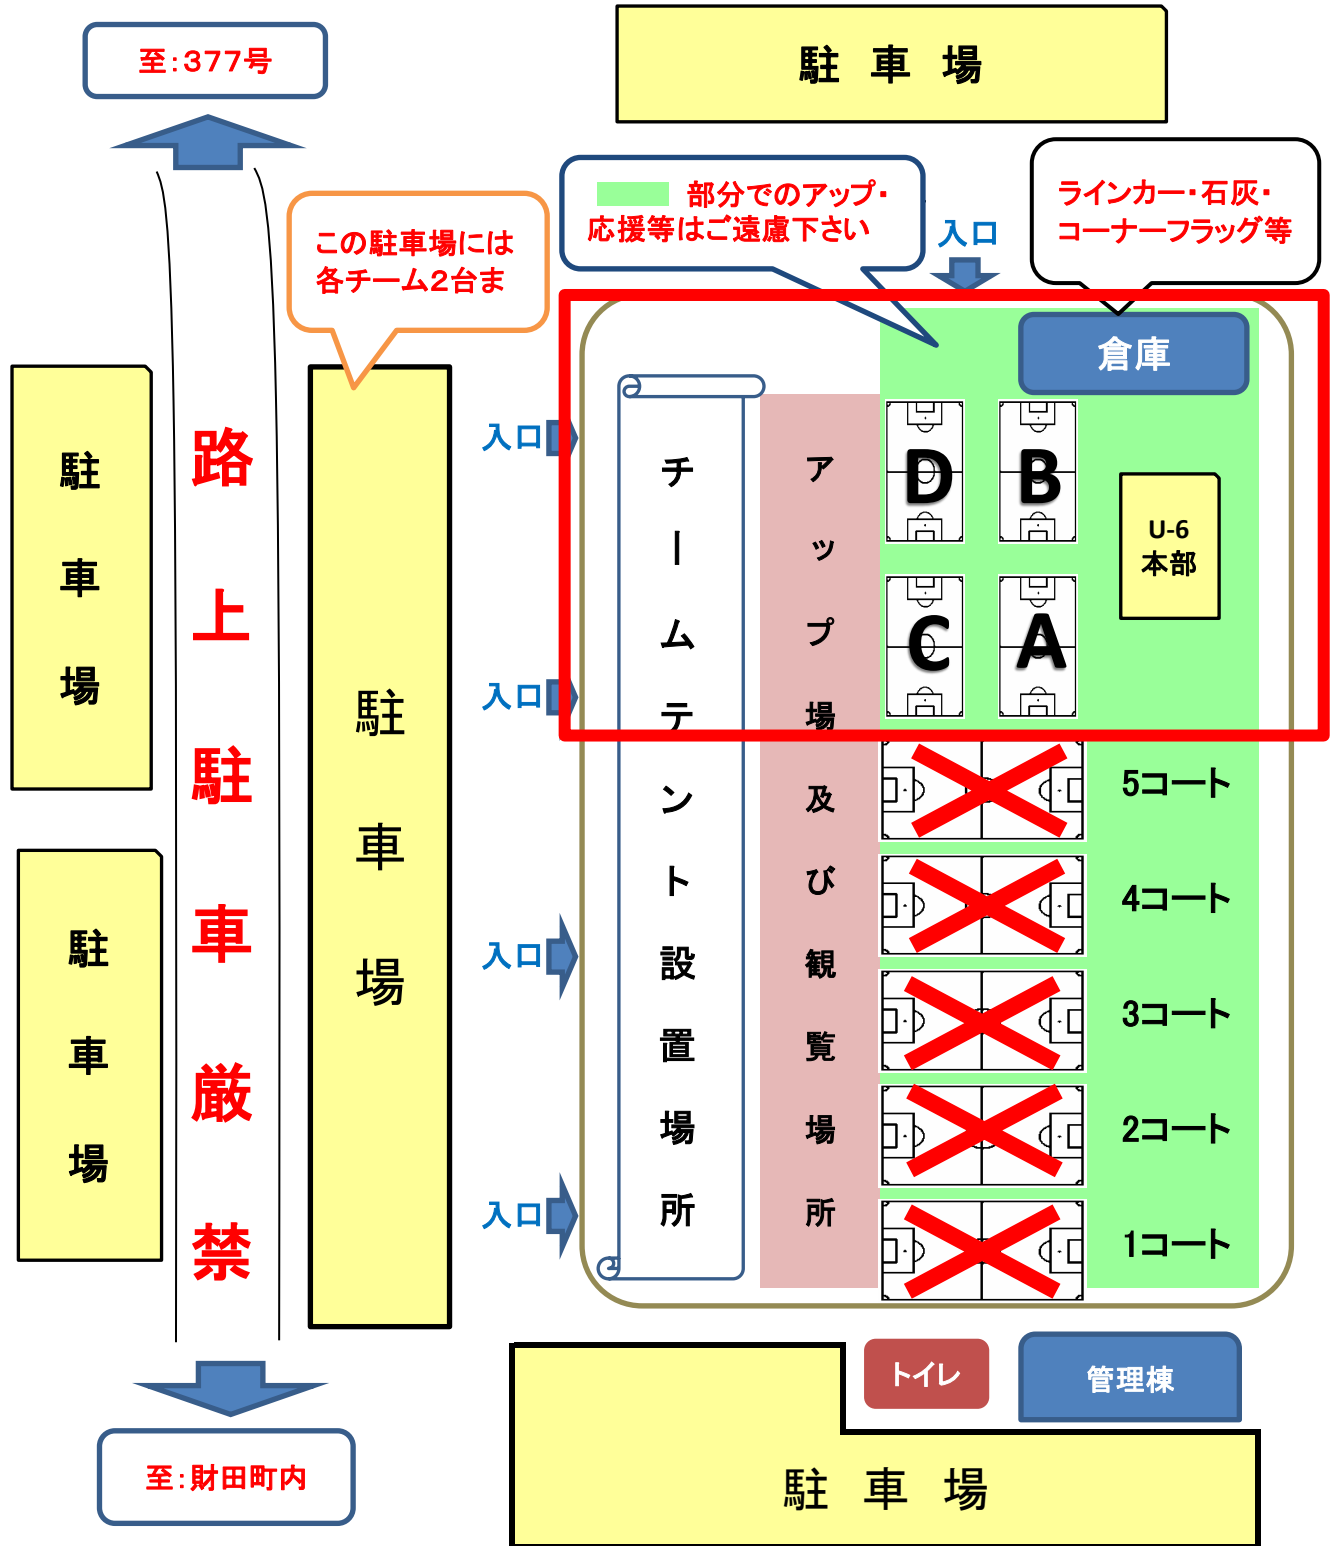 至：３７７号
駐車場
部分でのアップ・
応援等はご遠慮下さい
ラインカー・石灰・
コーナーフラッグ等
この駐車場には
各チーム２台ま
入口
倉庫
駐車場
路上駐車厳禁
駐車場
入口
入口
入口
入口
チームテント設置場所
アップ場及び観覧場所
D
B
C
A
U-6
本部
5コート
4コート
3コート
2コート
1コート
駐車場
トイレ
管理棟
至：財田町内
駐車場